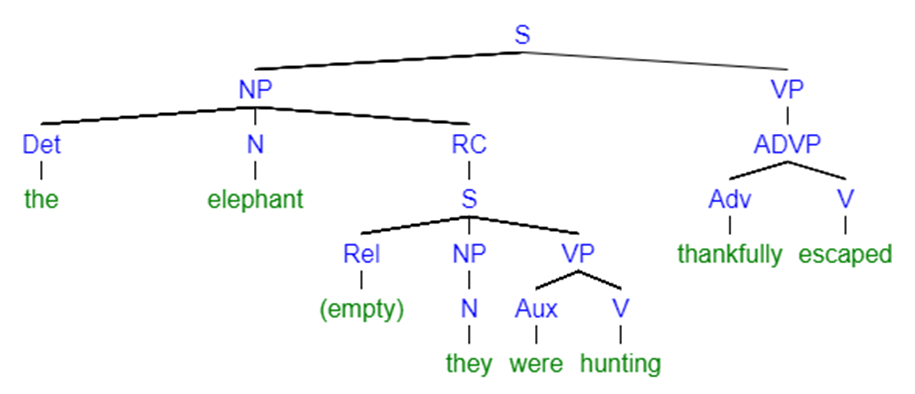 S
NP VP
Det N RC ADVP
the elephant S Adv V
Rel NP VP thankfully escaped
(empty) N Aux V
they were hunting